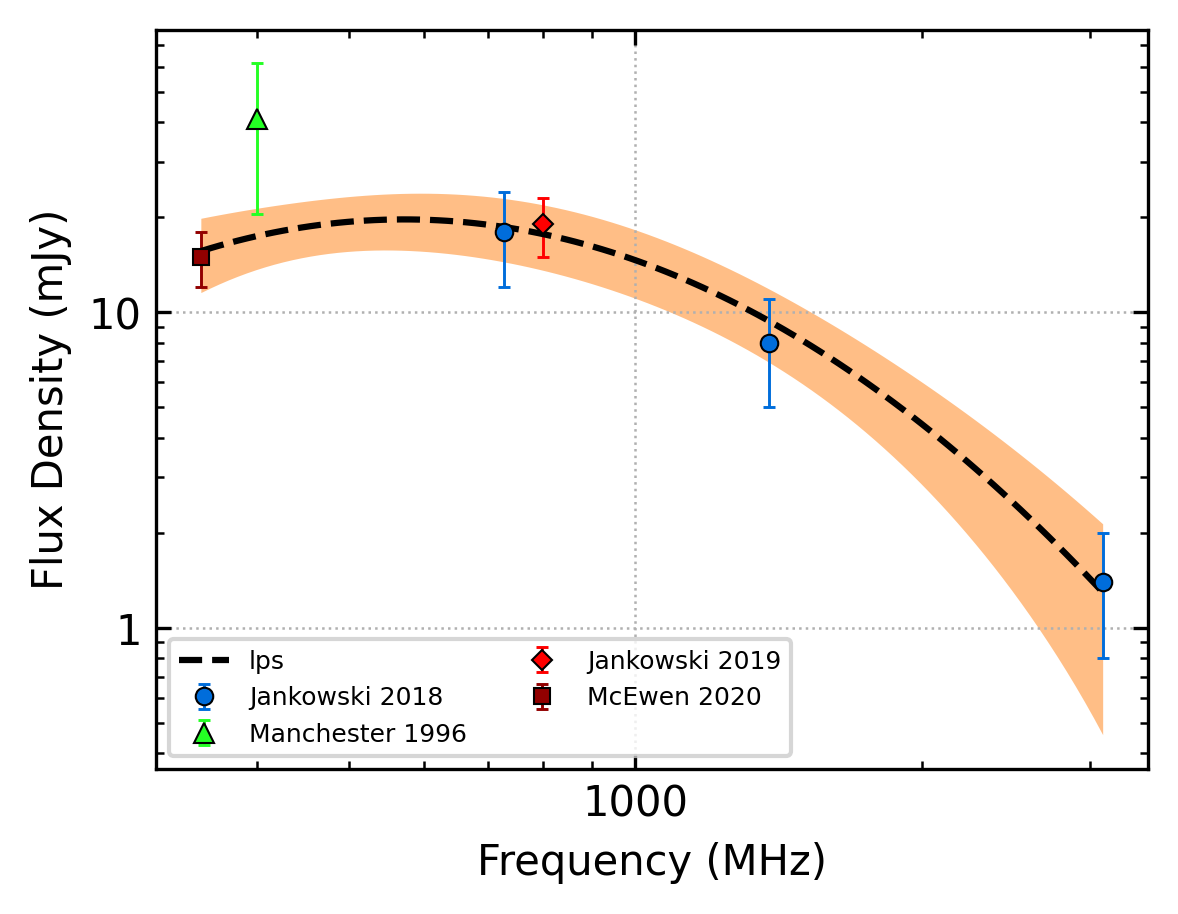 Flux Density (mJy)
10
1
lps
Jankowski 2018
Manchester 1996
Jankowski 2019
McEwen 2020
1000
Frequency (MHz)